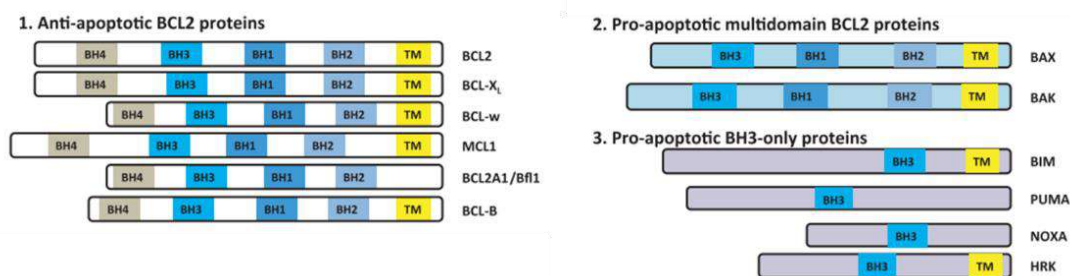 1. Anti-apoptotic BCL2 proteins
BH4 BH3 BH1 BH2 TM BCL2
BH4 BH3 BH1 BH2 TM BCL-XL
BH4 BH3 BH1 BH2 TM BCL-w
BH4 BH3 BH1 BH2 TM MCL1
BH4 BH3 BH1 BH2 BCL2A1/Bfl1
BH4 BH3 BH1 BH2 TM BCL-B
2. Pro-apoptotic multidomain BCL2 proteins
BH3 BH1 BH2 TM BAX
BH3 BH1 BH2 TM BAK
3. Pro-apoptotic BH3-only proteins
BH3 TM BIM
BH3 PUMA
BH3 NOXA
BH3 TM HRK